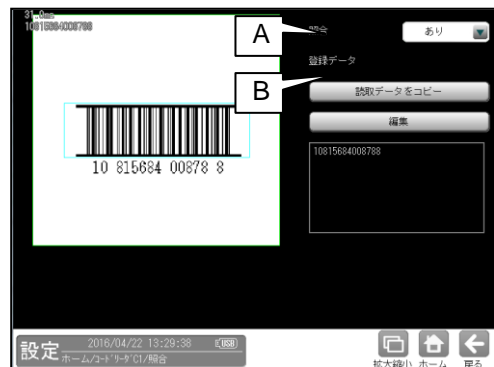 31.0ms
10815684008788
A
照合
あり
登録データ
B
読取データをコピー
編集
10815684008788
10 815684 00878 8
設定
2016/04/22 13:29:38
USB
ホーム/コードリーダC1/照合
拡大縮小
ホーム
戻る